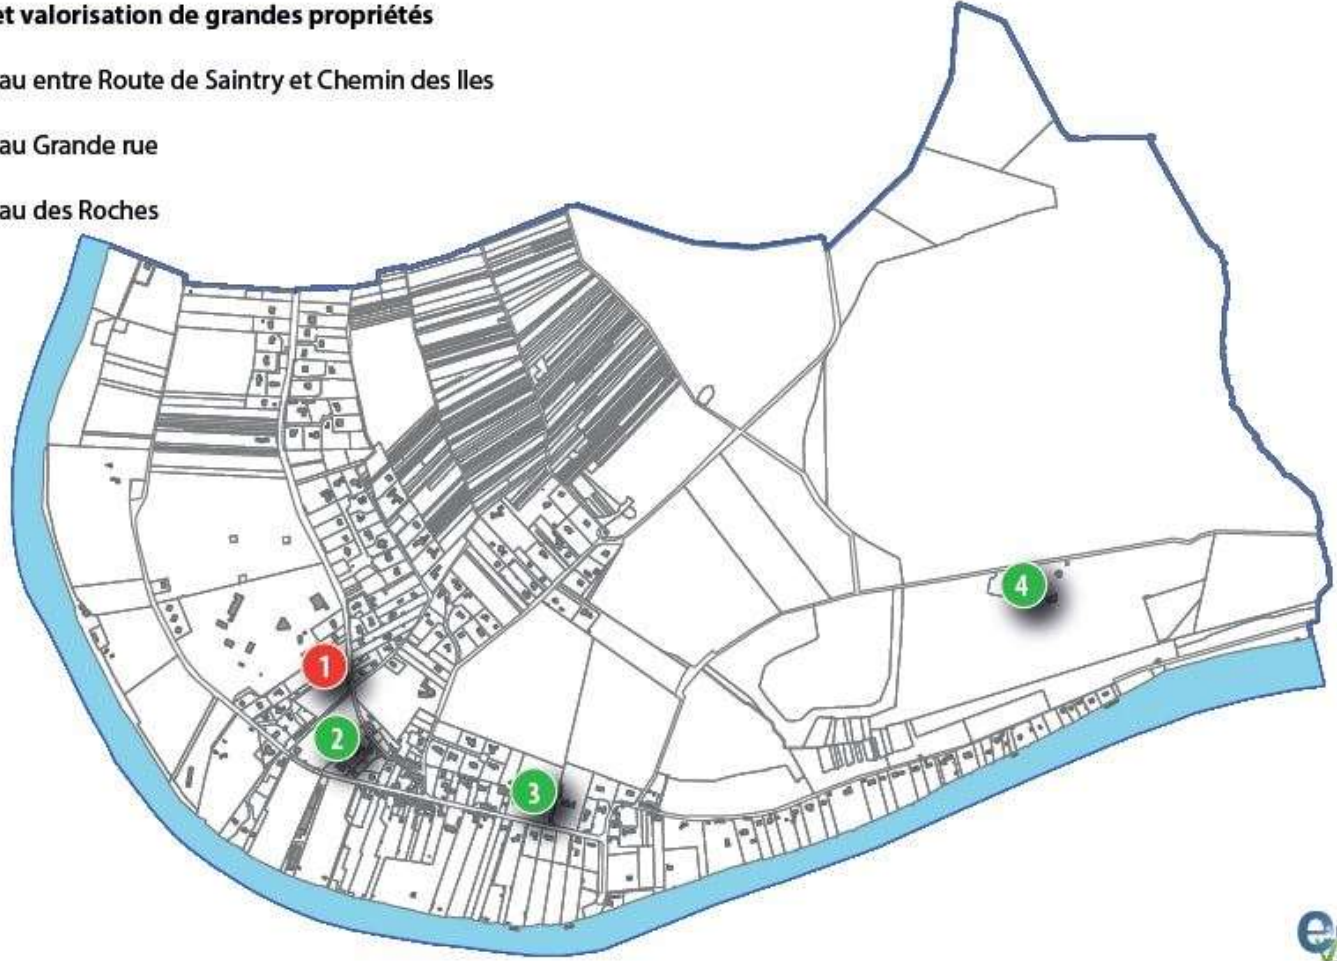 et valorisation de grandes propriétés
au entre Route de Saintry et Chemin des Iles
au Grande rue
au des Roches
4
1
2
3
e